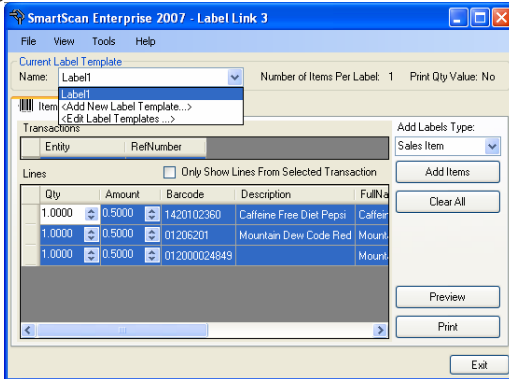 SmartScan Enterprise 2007 - Label Link 3
File View Tools Help
Current Label Template
Name: Label1 Number of Items Per Label: 1 Print Qty Value: No
Label1
<Add New Label Template...>
<Edit Label Templates ...>
Item
Transactions
Add Labels Type:
Entity RefNumber
Sales Item
Lines Only Show Lines From Selected Transaction
Add Items
Qty Amount Barcode Description FullNa
Clear All
1.0000 0.5000 1420102360 Caffeine Free Diet Pepsi Caffein
1.0000 0.5000 01206201 Mountain Dew Code Red Mount
1.0000 0.5000 012000024849 Mount
Preview
Print
Exit